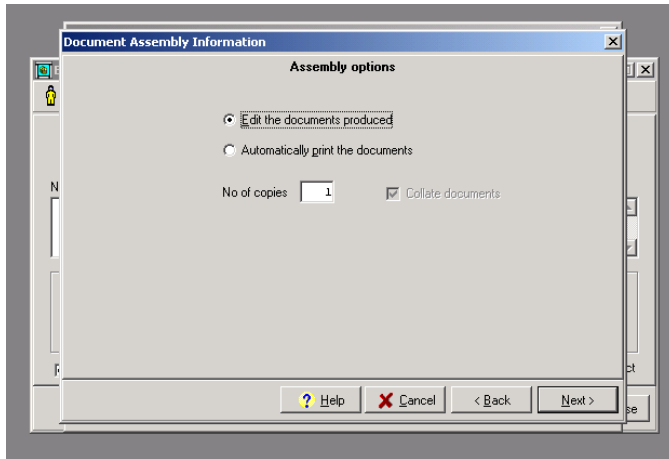 Document Assembly Information
Assembly options
Edit the documents produced
Automatically print the documents
No of copies 1 Collate documents
? Help Cancel < Back Next >